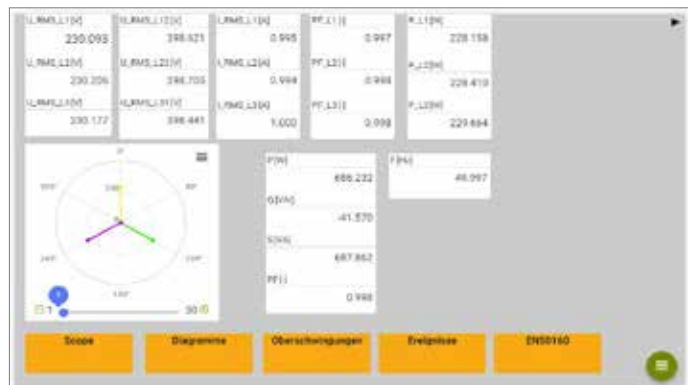 U_RMS_L1[V] U_RMS_L12[V] I_RMS_L1[A] PF_L1[-] P_L1[W]
230.093 398.621 0.995 0.997 228.158
U_RMS_L2[V] U_RMS_L23[V] I_RMS_L2[A] PF_L2[-] P_L2[W]
230.206 398.705 0.994 0.998 228.410
U_RMS_L3[V] U_RMS_L31[V] I_RMS_L3[A] PF_L3[-] P_L3[W]
230.177 398.441 1.000 0.998 229.664
P[W] F[Hz]
686.232 49.997
-41.570
S[VA]
687.862
PF[-]
0.998
1 50
Scope Diagramme Oberschwingungen Ereignisse EN50160